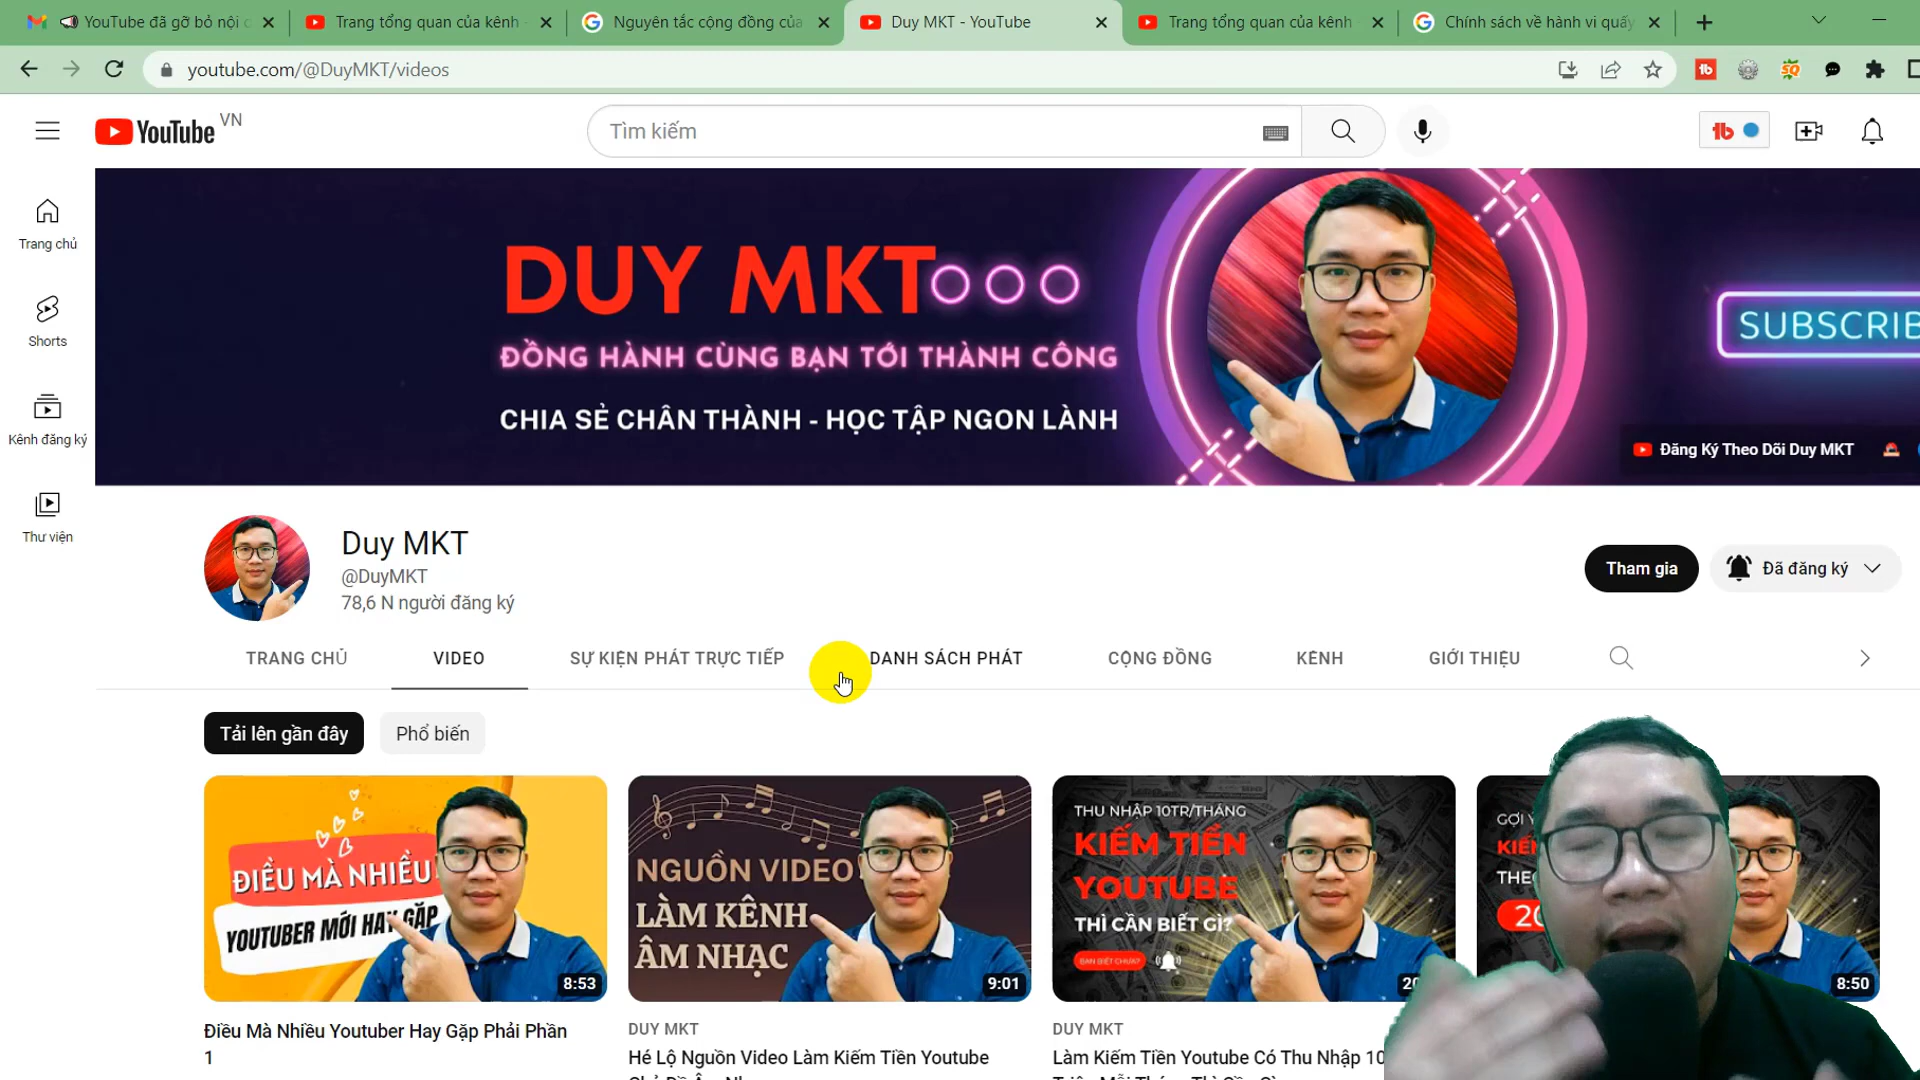 YouTube đã gỡ bỏ nội
Trang tổng quan của kênh
Nguyên tắc cộng đồng của
Duy MKT - YouTube
Trang tổng quan của kênh
Chính sách về hành vi quấy
youtube.com/@DuyMKT/videos
YouTube VN
Tìm kiếm
Trang chủ
Shorts
Kênh đăng ký
Thư viện
DUY MKT
ĐỒNG HÀNH CÙNG BẠN TỚI THÀNH CÔNG
CHIA SẺ CHÂN THÀNH - HỌC TẬP NGON LÀNH
SUBSCRIB
Đăng Ký Theo Dõi Duy MKT
Duy MKT
@DuyMKT
78,6 N người đăng ký
Tham gia
Đã đăng ký
TRANG CHỦ
VIDEO
SỰ KIỆN PHÁT TRỰC TIẾP
DANH SÁCH PHÁT
CỘNG ĐỒNG
KÊNH
GIỚI THIỆU
Tải lên gần đây
Phổ biến
ĐIỀU MÀ NHIỀU
YOUTUBER MỚI HAY GẶP
8:53
NGUỒN VIDEO
LÀM KÊNH
ÂM NHẠC
9:01
THU NHẬP 10TR/THÁNG
KIẾM TIỀN
YOUTUBE
THÌ CẦN BIẾT GÌ?
BẠN BIẾT CHƯA?
GỢI
8:50
Điều Mà Nhiều Youtuber Hay Gặp Phải Phần
1
DUY MKT
Hé Lộ Nguồn Video Làm Kiếm Tiền Youtube
DUY MKT
Làm Kiếm Tiền Youtube Có Thu Nhập 10